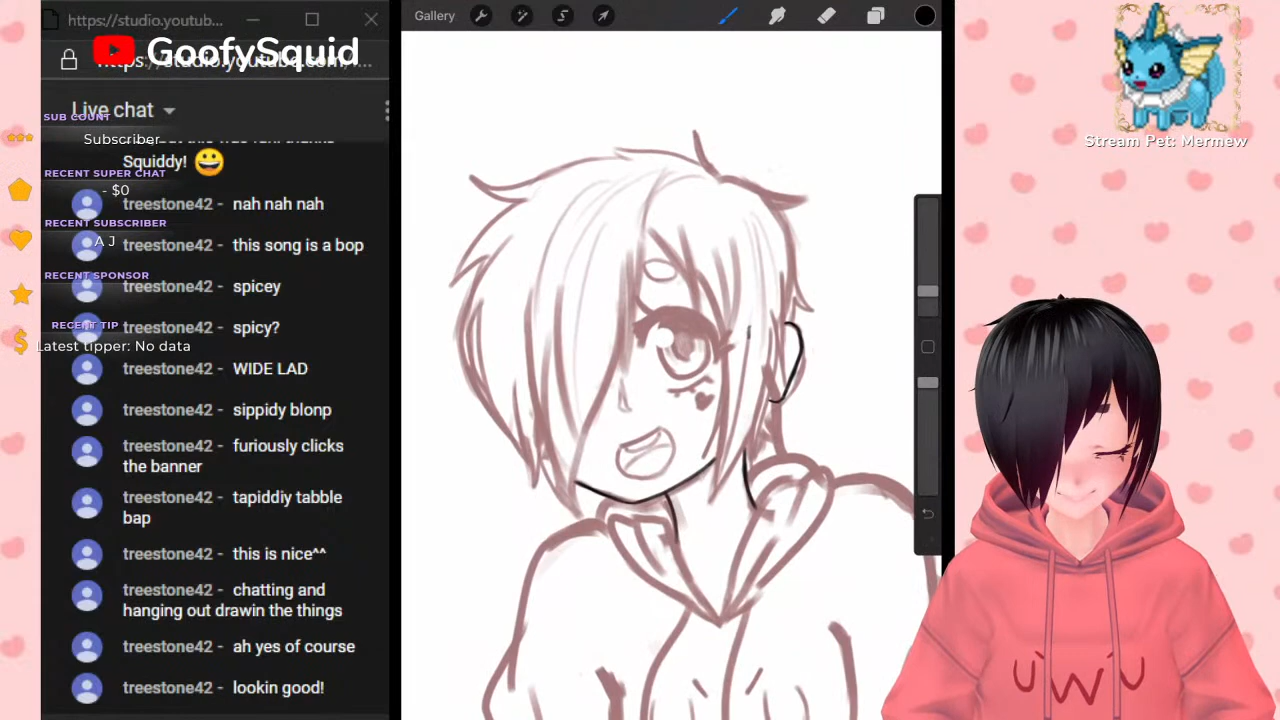 https://studio.youtub...
GoofySquid
https://studio.youtube.com/...
Live chat
SUB COUNT
Subscriber
Squiddy!
RECENT SUPER CHAT
- $0
treestone42 - nah nah nah
RECENT SUBSCRIBER
A J
treestone42 - this song is a bop
RECENT SPONSOR
treestone42 - spicey
RECENT TIP
treestone42 - spicy?
Latest tipper: No data
treestone42 - WIDE LAD
treestone42 - sippidy blonp
treestone42 - furiously clicks
the banner
treestone42 - tapiddiy tabble
bap
treestone42 - this is nice^^
treestone42 - chatting and
hanging out drawin the things
treestone42 - ah yes of course
treestone42 - lookin good!
Gallery
Stream Pet: Mermew
UWU